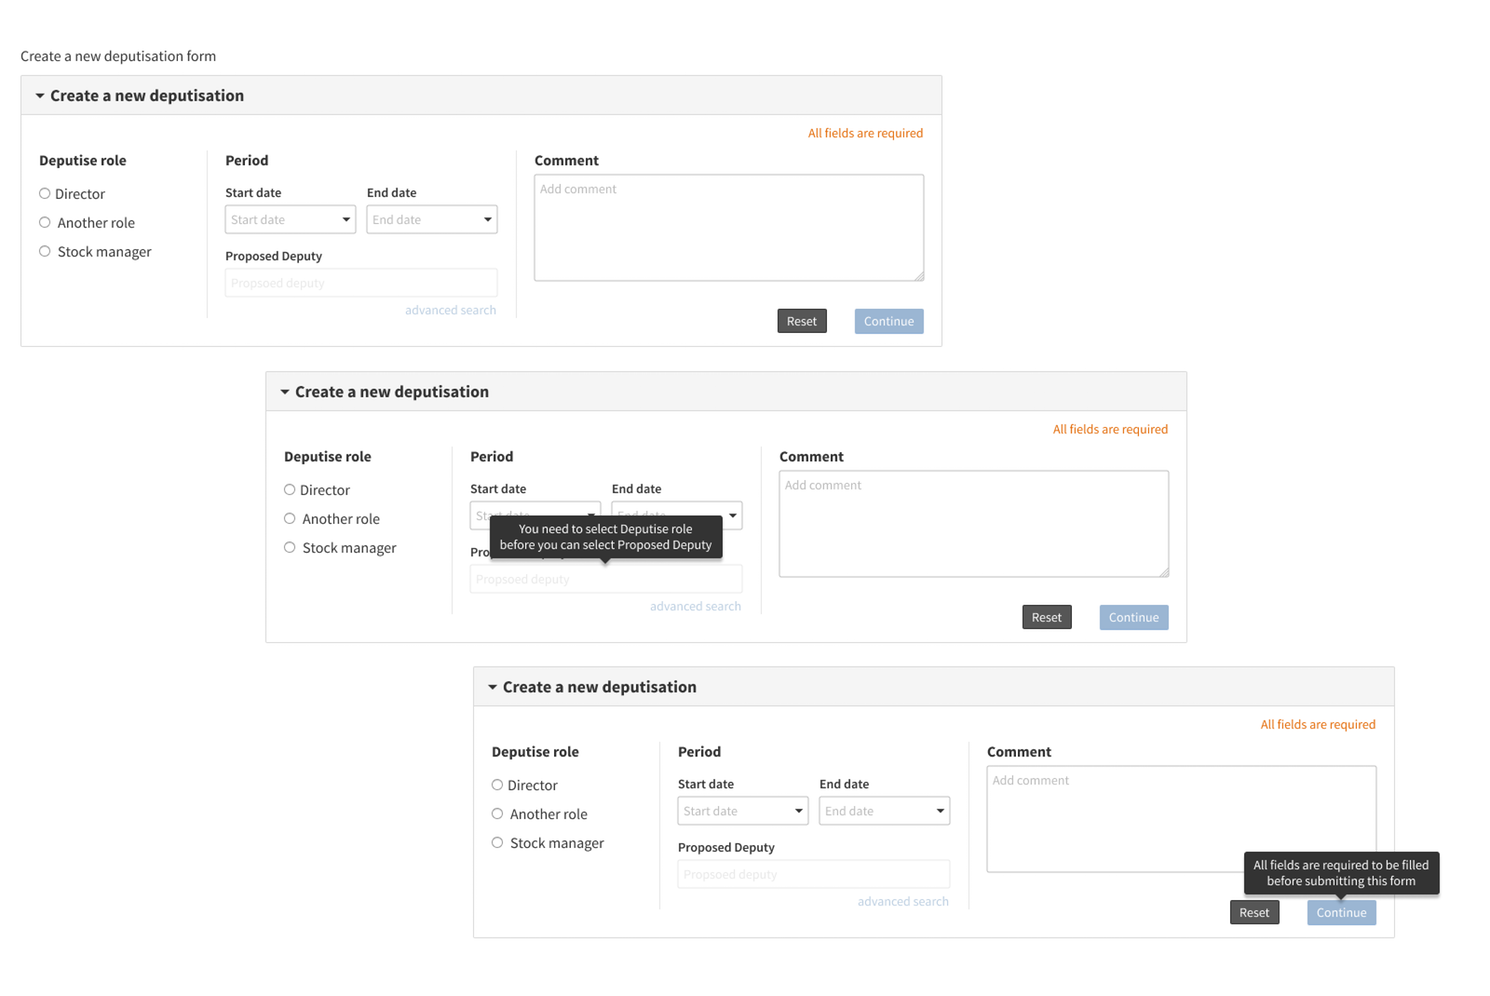 Create a new deputisation form
Create a new deputisation
All fields are required
Deputise role
Director
Another role
Stock manager
Period
Start date
End date
Start date
End date
Proposed Deputy
Propsoed deputy
advanced search
Comment
Add comment
Reset
Continue
Create a new deputisation
All fields are required
Deputise role
Director
Another role
Stock manager
Period
Start date
End date
You need to select Deputise role
before you can select Proposed Deputy
Propsoed deputy
advanced search
Comment
Add comment
Reset
Continue
Create a new deputisation
All fields are required
Deputise role
Director
Another role
Stock manager
Period
Start date
End date
Start date
End date
Proposed Deputy
Propsoed deputy
advanced search
Comment
Add comment
All fields are required to be filled
before submitting this form
Reset
Continue